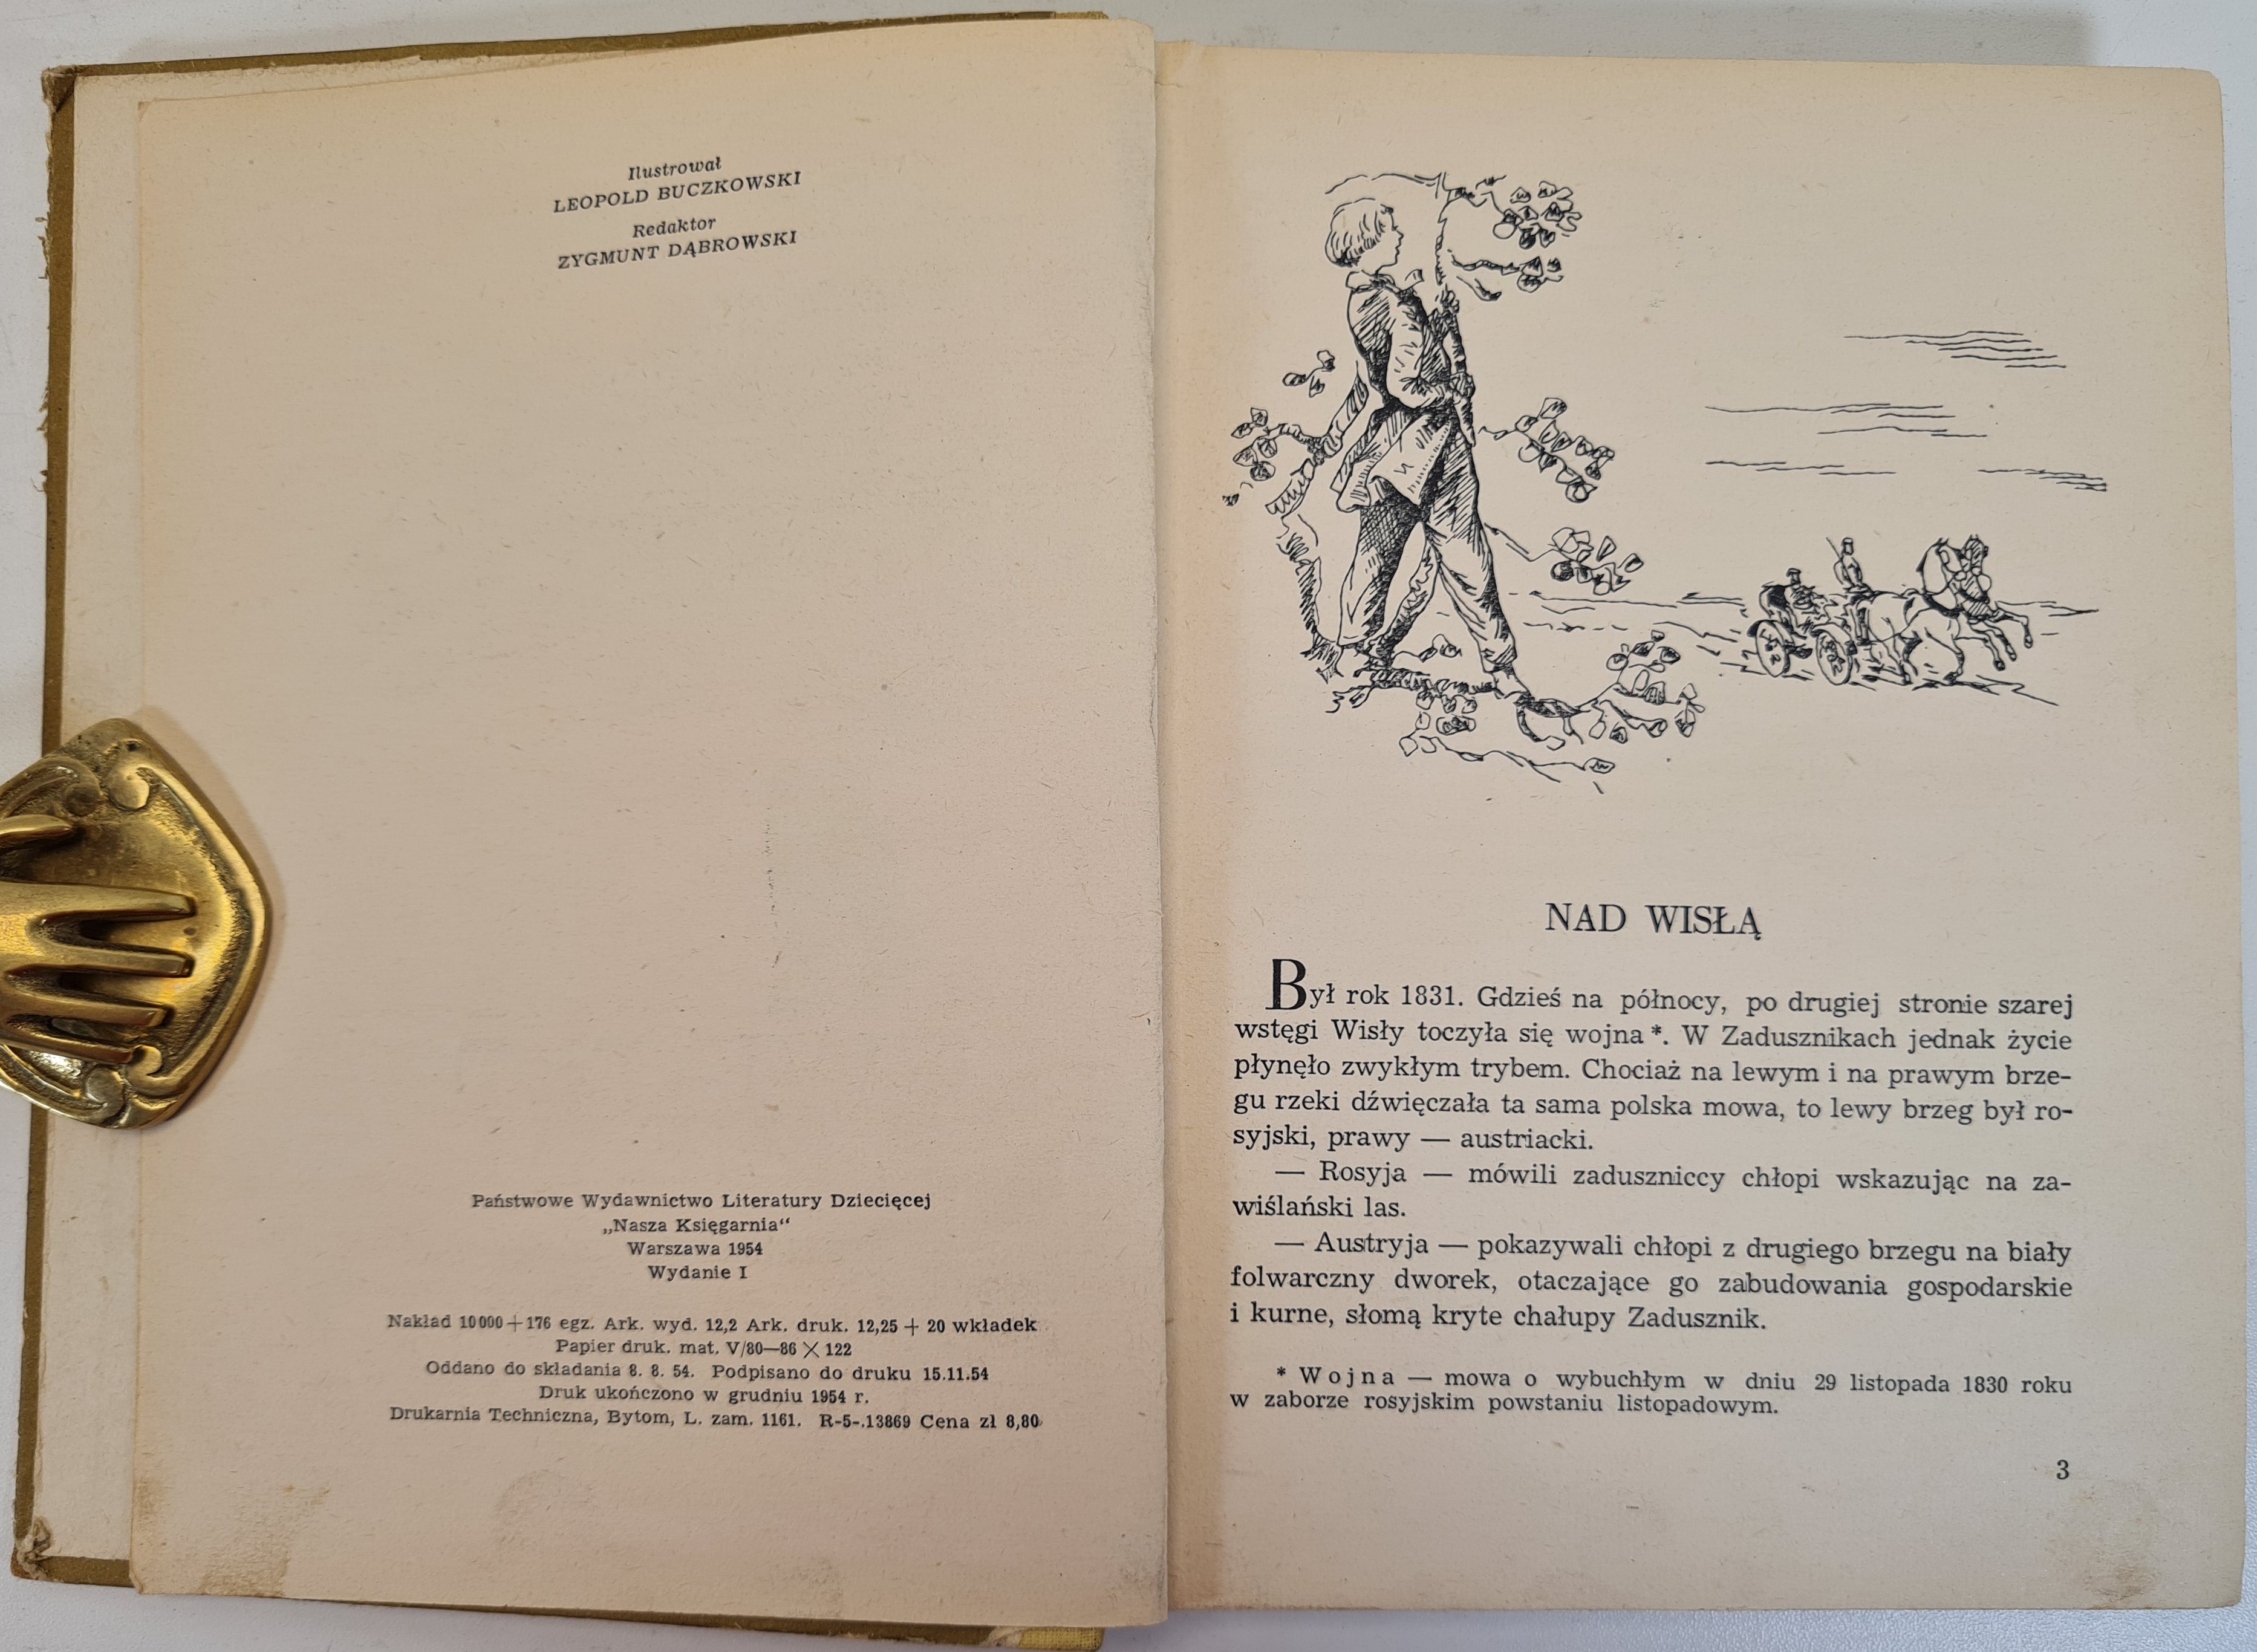 Ilustrował
LEOPOLD BUCZKOWSKI
Redaktor
ZYGMUNT DĄBROWSKI
Państwowe Wydawnictwo Literatury Dziecięcej
„Nasza Księgarnia“
Warszawa 1954
Wydanie I
Nakład 10 000 + 176 egz. Ark. wyd. 12,2 Ark. druk. 12,25 + 20 wkładek
Papier druk. mat. V/80—86 × 122
Oddano do składania 8. 8. 54. Podpisano do druku 15.11.54
Druk ukończono w grudniu 1954 r.
Drukarnia Techniczna, Bytom, L. zam. 1161. R-5-.13869 Cena zł 8,80
NAD WISŁĄ
Był rok 1831. Gdzieś na północy, po drugiej stronie szarej
wstęgi Wisły toczyła się wojna *. W Zadusznikach jednak życie
płynęło zwykłym trybem. Chociaż na lewym i na prawym brze-
gu rzeki dźwięczała ta sama polska mowa, to lewy brzeg był ro-
syjski, prawy — austriacki.
— Rosyja — mówili zaduszniccy chłopi wskazując na za-
wiślański las.
— Austryja — pokazywali chłopi z drugiego brzegu na biały
folwarczny dworek, otaczające go zabudowania gospodarskie
i kurne, słomą kryte chałupy Zadusznik.
* Wojna — mowa o wybuchłym w dniu 29 listopada 1830 roku
w zaborze rosyjskim powstaniu listopadowym.
3